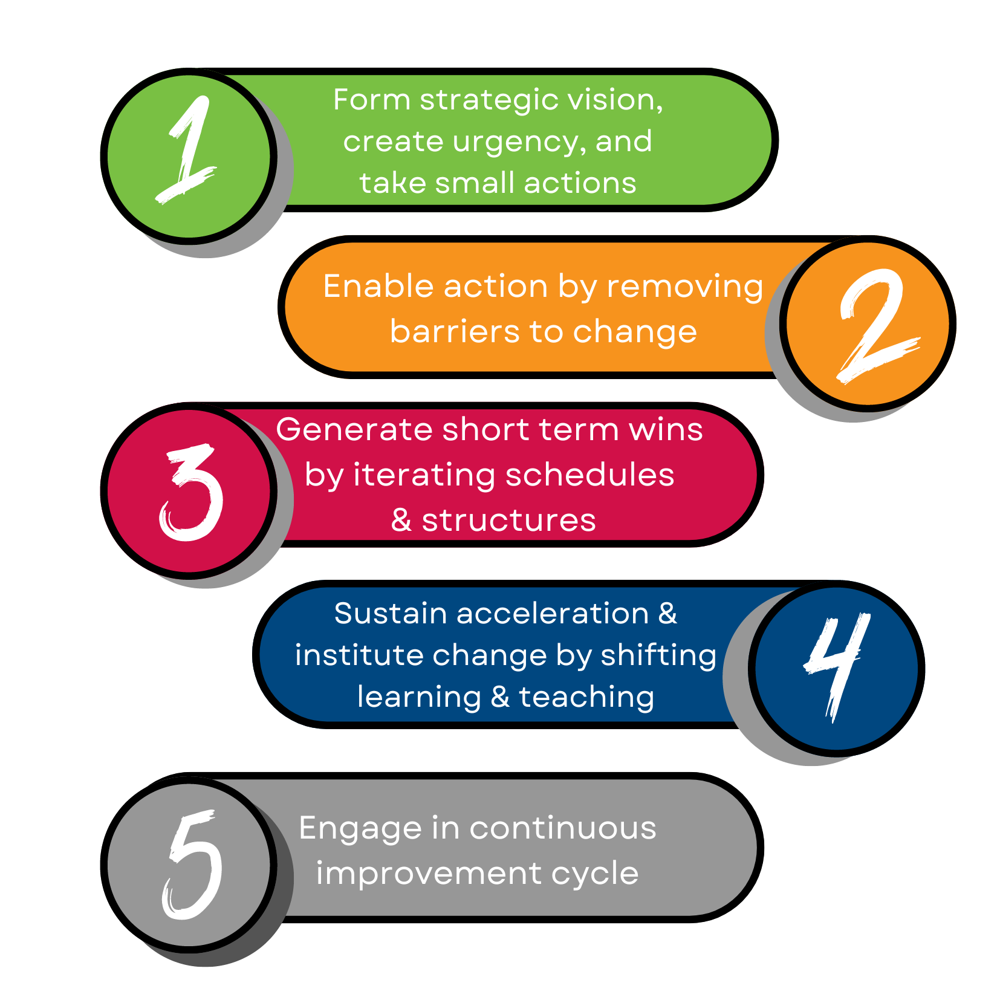 1
Form strategic vision,
create urgency, and
take small actions
2
Enable action by removing
barriers to change
3
Generate short term wins
by iterating schedules
& structures
4
Sustain acceleration &
institute change by shifting
learning & teaching
5
Engage in continuous
improvement cycle